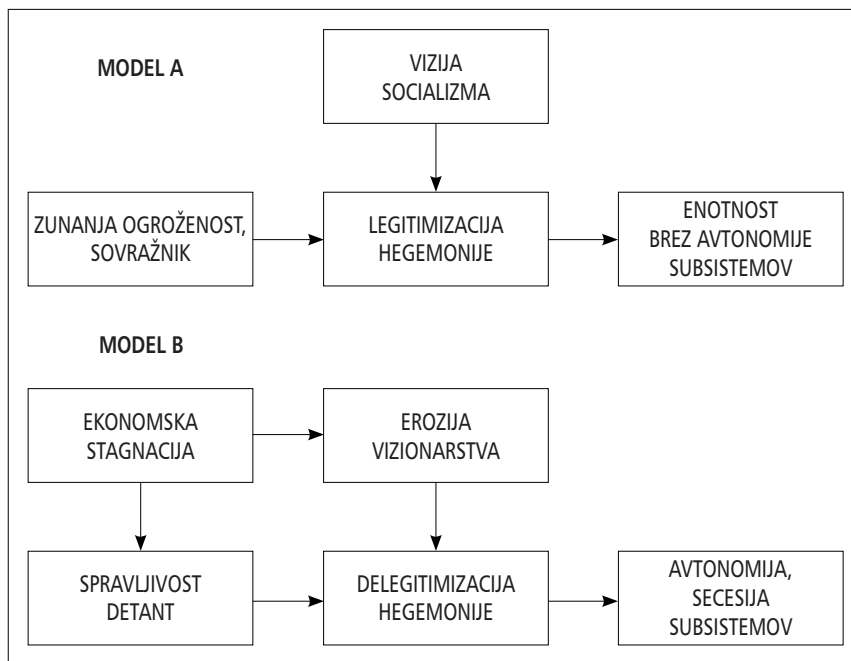 MODEL A
VIZIJA
SOCIALIZMA
ZUNANJA OGROŽENOST,
SOVRAŽNIK
LEGITIMIZACIJA
HEGEMONIJE
ENOTNOST
BREZ AVTONOMIJE
SUBSISTEMOV
MODEL B
EKONOMSKA
STAGNACIJA
EROZIJA
VIZIONARSTVA
SPRAVLJIVOST
DETANT
DELEGITIMIZACIJA
HEGEMONIJE
AVTONOMIJA,
SECESIJA
SUBSISTEMOV